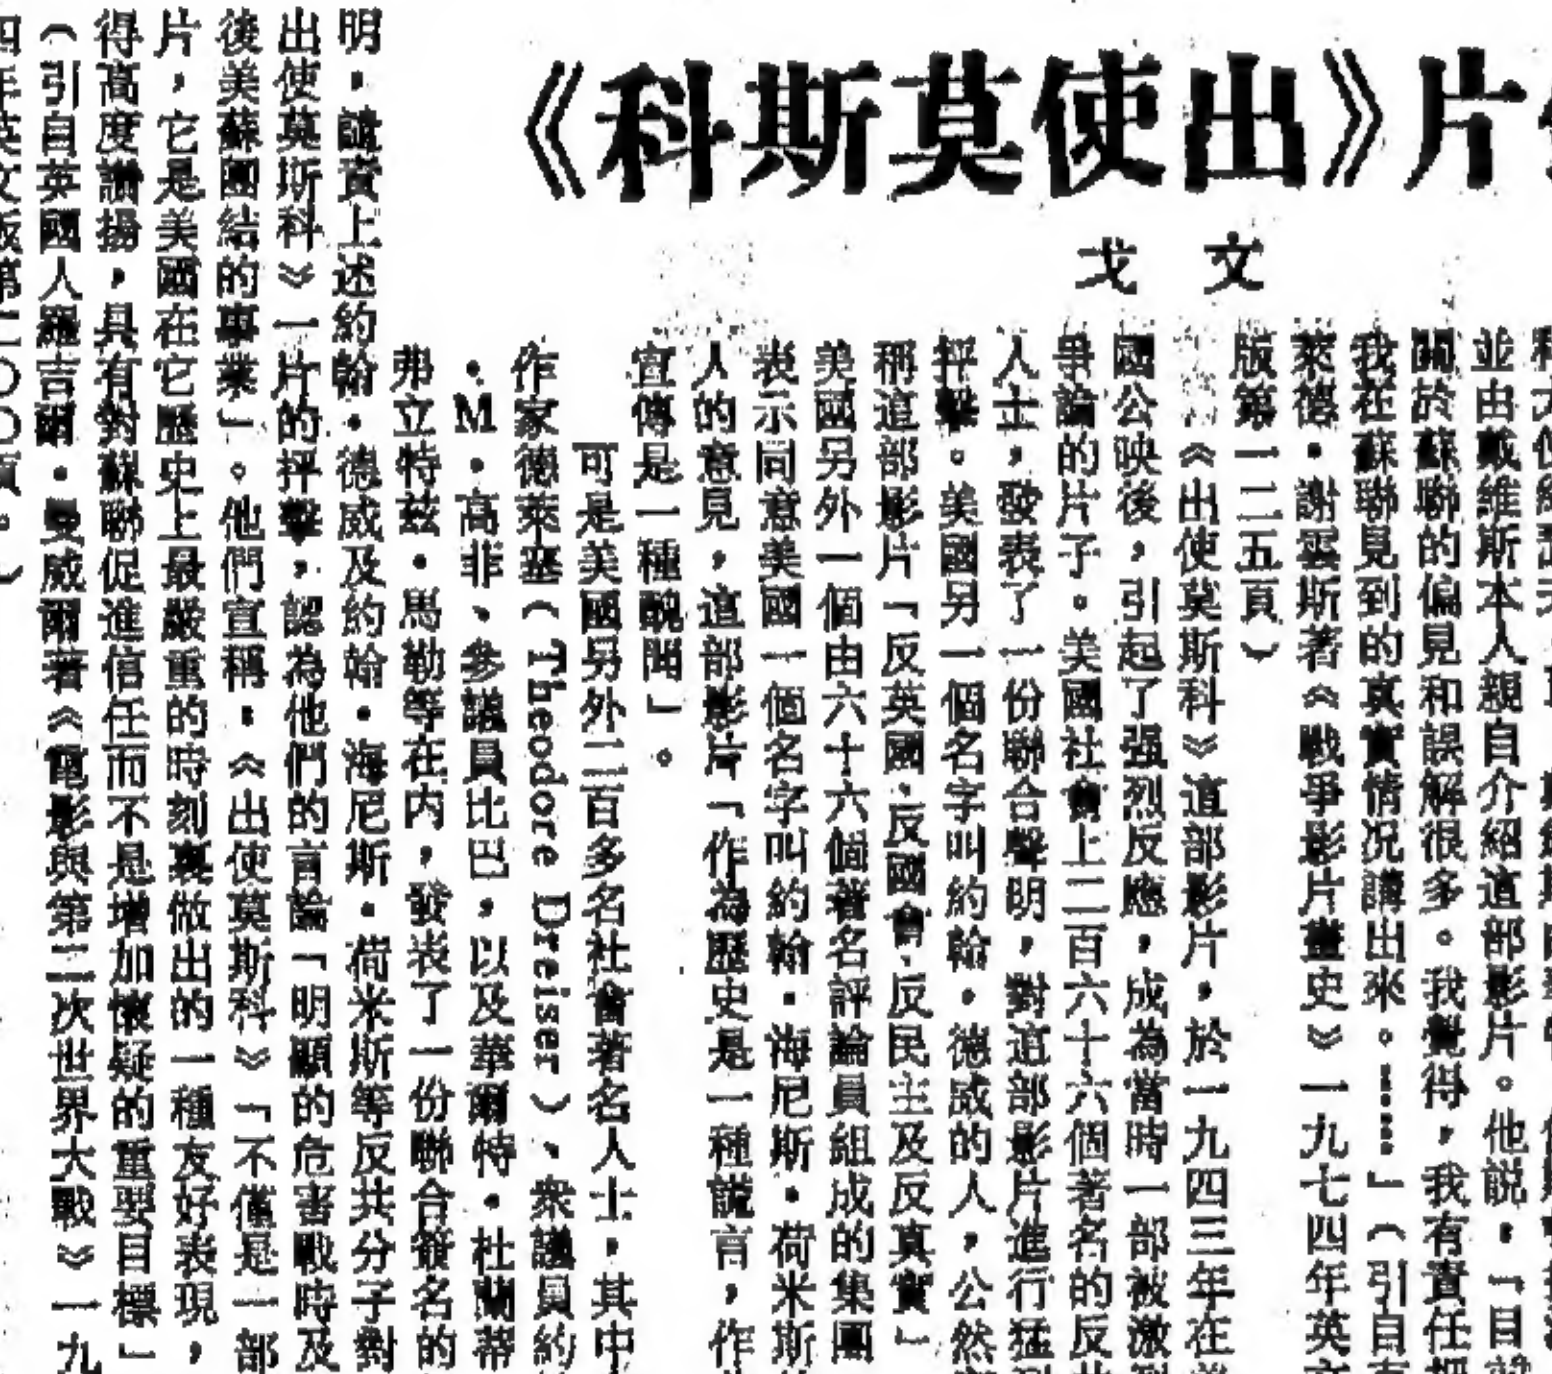 片《出使莫斯科》
文戈
並由戴維斯本人親自介紹這部影片。他說：「目
關於蘇聯的偏見和誤解很多。我覺得，我有責任
我在蘇聯見到的真實情况講出來。……」（引自
萊德·謝雲斯著《戰爭影片畫史》一九七四年英
版第一二五頁）
《出使莫斯科》這部影片，於一九四三年在
國公映後，引起了强烈反應，成為當時一部被激
爭論的片子。美國社會上二百六十六個著名的反
人士，發表了一份聯合聲明，對這部影片進行猛
抨擊。美國另一個名字叫約翰·德威的人，公然
稱這部影片「反英國·反國會·反民主及反真實」
美國另外一個由六十六個著名評論員組成的集團
表示同意美國一個名字叫約翰·海尼斯·荷米斯
人的意見，這部影片「作為歷史是一種謊言，作
宣傳是一種醜聞」。
可是美國另外二百多名社會著名人士，其中
作家德萊塞（Theodore Dreiser），衆議員約
·M·高菲、參議員比巴，以及華爾特·杜蘭蒂
弗立特兹·馬勒等在内，發表了一份聯合簽名的
明，譴責上述約翰·德威及約翰·海尼斯·荷米斯等反共分子對
出使莫斯科》一片的抨擊，認為他們的言論「明顯的危害戰時及
後美蘇團結的事業」。他們宣稱：《出使莫斯科》「不僅是一部
片，它是美國在它歷史上最嚴重的時刻裏做出的一種友好表現，
得高度讚揚，具有對蘇聯促進信任而不是增加懷疑的重要目標」
（引自英國人羅吉爾·曼威爾著《電影與第二次世界大戰》一九
四年英文版第二〇〇頁。）